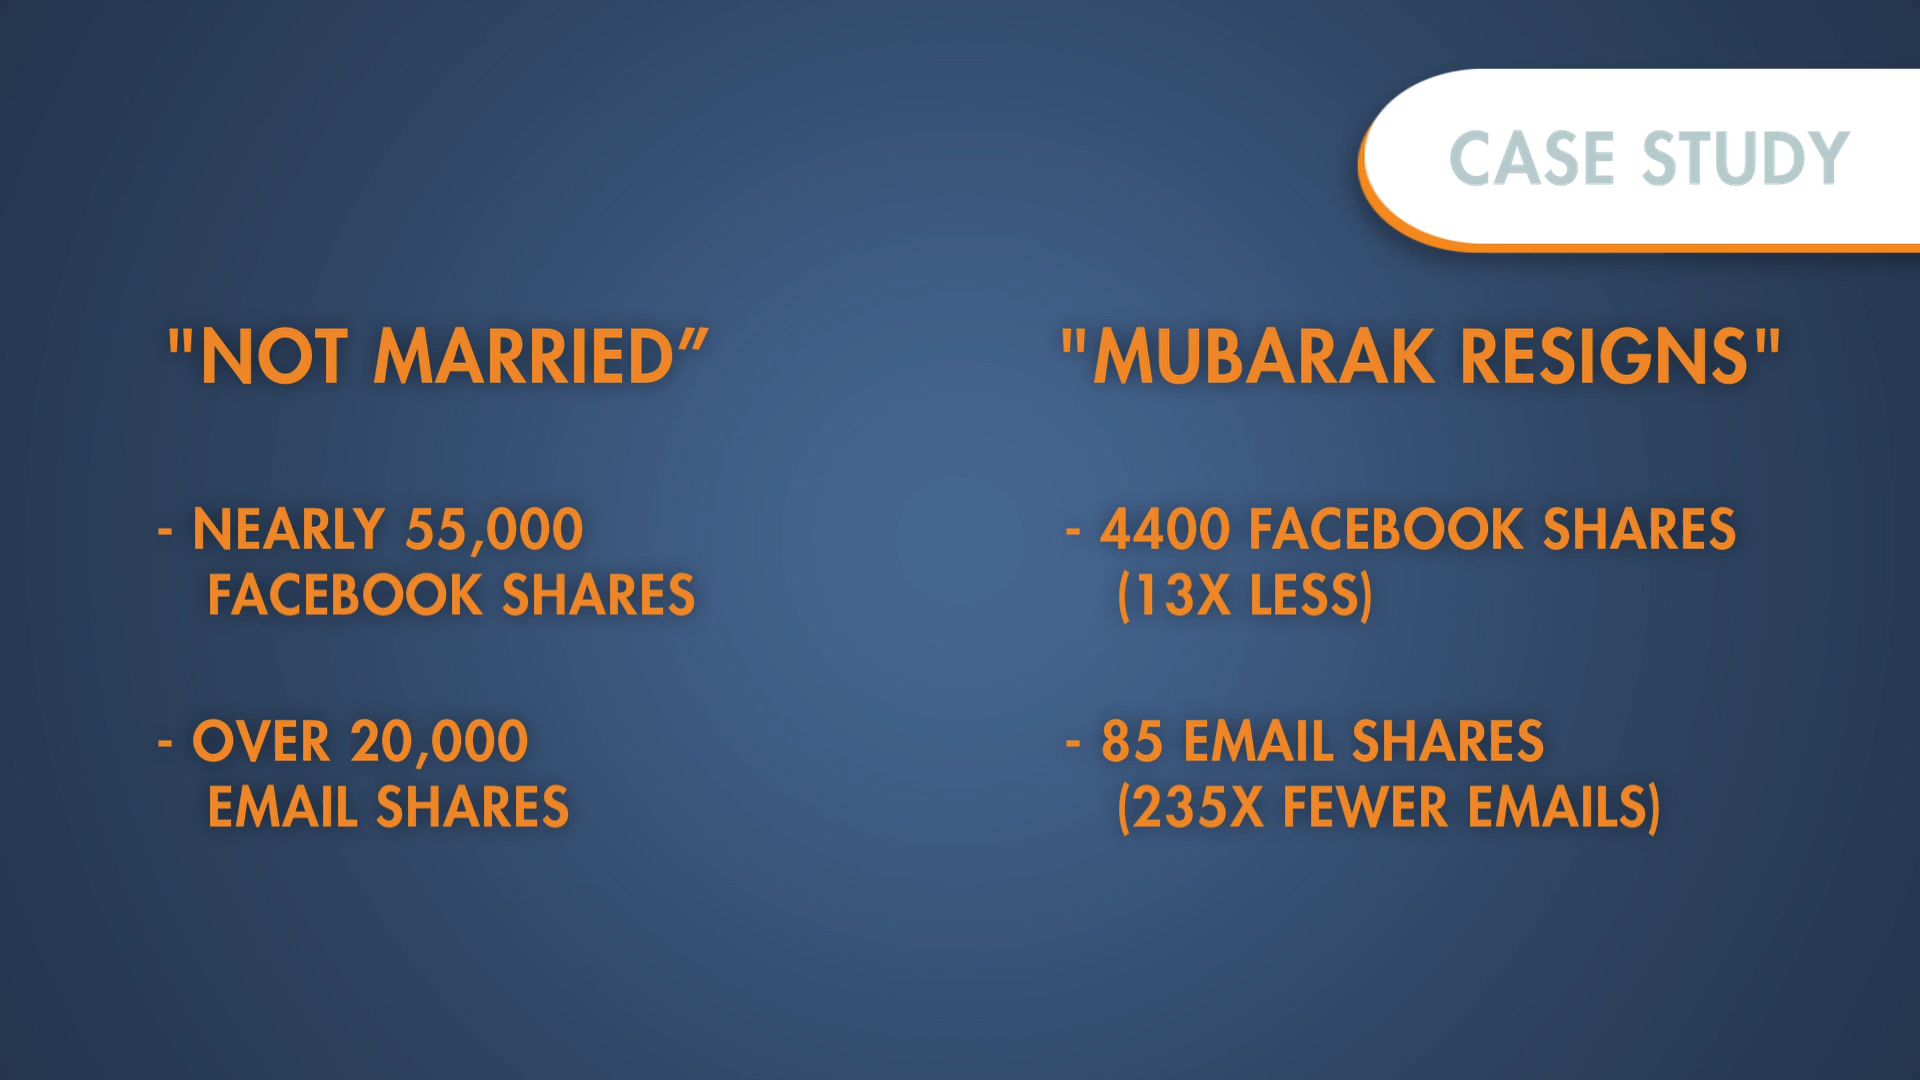 CASE STUDY
"NOT MARRIED”
- NEARLY 55,000
FACEBOOK SHARES
- OVER 20,000
EMAIL SHARES
"MUBARAK RESIGNS"
- 4400 FACEBOOK SHARES
(13X LESS)
- 85 EMAIL SHARES
(235X FEWER EMAILS)